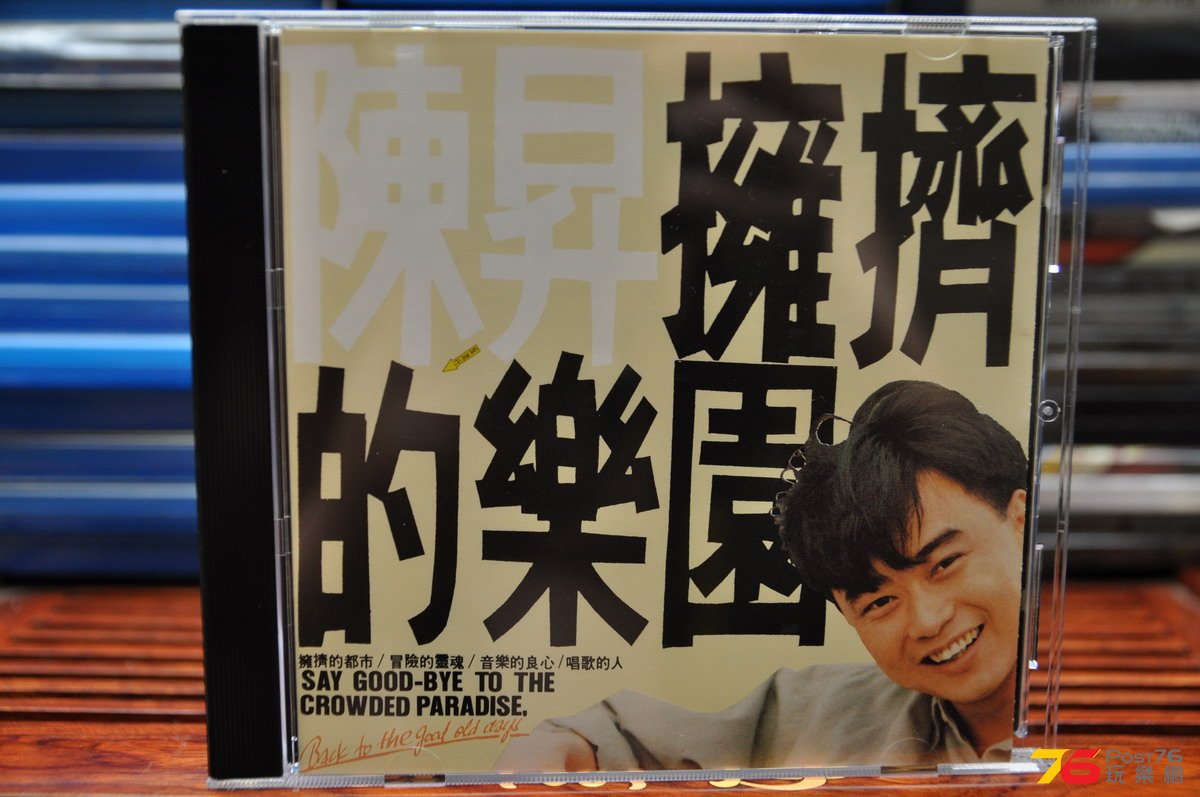 陳昇 擁擠
的樂園
擁擠的都市/冒險的靈魂/音樂的良心/唱歌的人
SAY GOOD-BYE TO THE
CROWDED PARADISE,
Back to the good old days
76 Post76
玩樂網